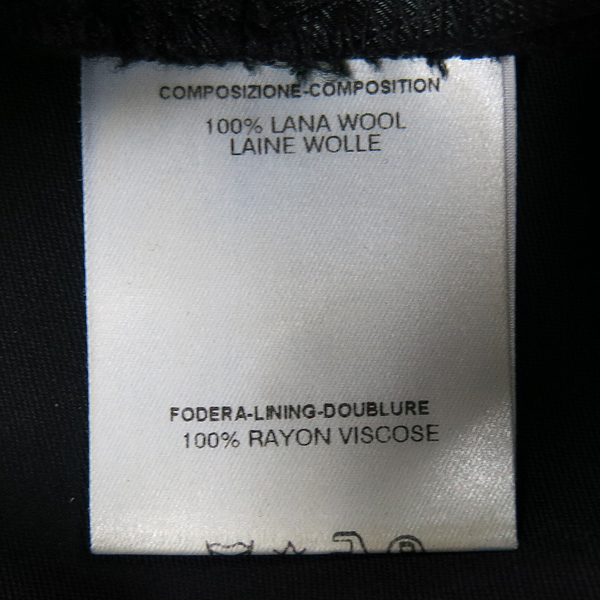 COMPOSIZIONE-COMPOSITION
100% LANA WOOL
LAINE WOLLE
FODERA-LINING-DOUBLURE
100% RAYON VISCOSE